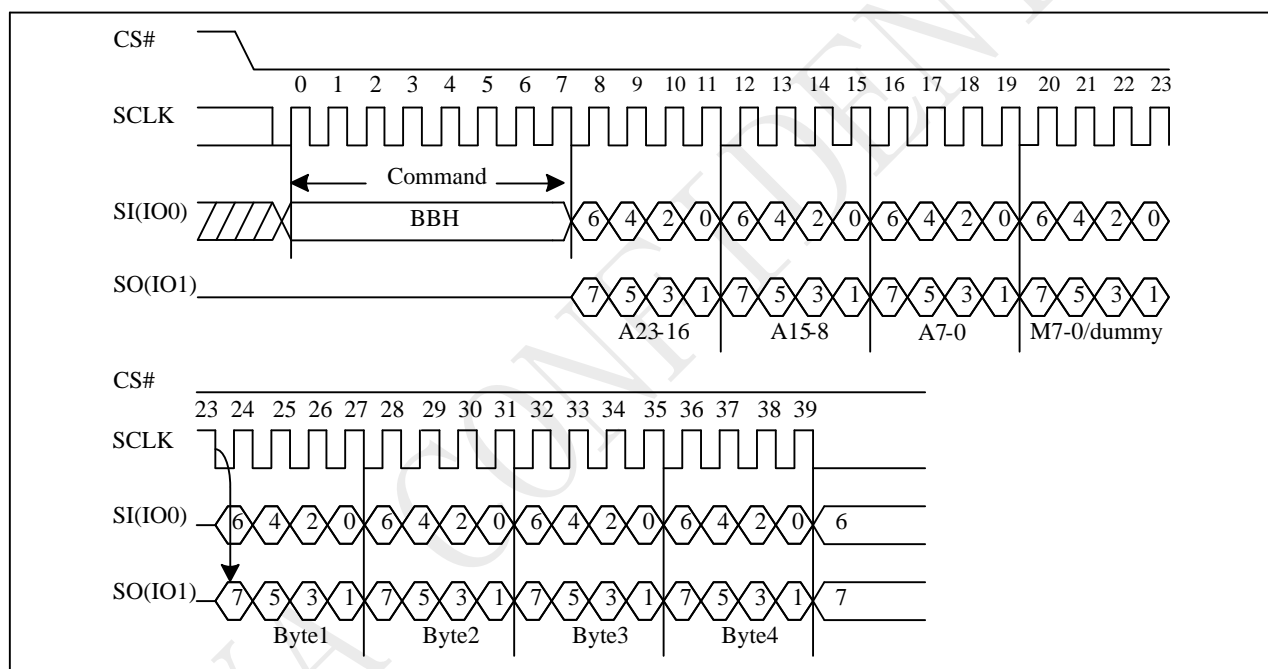 CS#
0 1 2 3 4 5 6 7 8 9 10 11 12 13 14 15 16 17 18 19 20 21 22 23
SCLK
Command
SI(IO0) BBH 6 4 2 0 6 4 2 0 6 4 2 0 6 4 2 0
SO(IO1) 7 5 3 1 7 5 3 1 7 5 3 1 7 5 3 1
A23-16 A15-8 A7-0 M7-0/dummy
CS#
23 24 25 26 27 28 29 30 31 32 33 34 35 36 37 38 39
SCLK
SI(IO0) 6 4 2 0 6 4 2 0 6 4 2 0 6 4 2 0 6
SO(IO1) 7 5 3 1 7 5 3 1 7 5 3 1 7 5 3 1 7
Byte1 Byte2 Byte3 Byte4